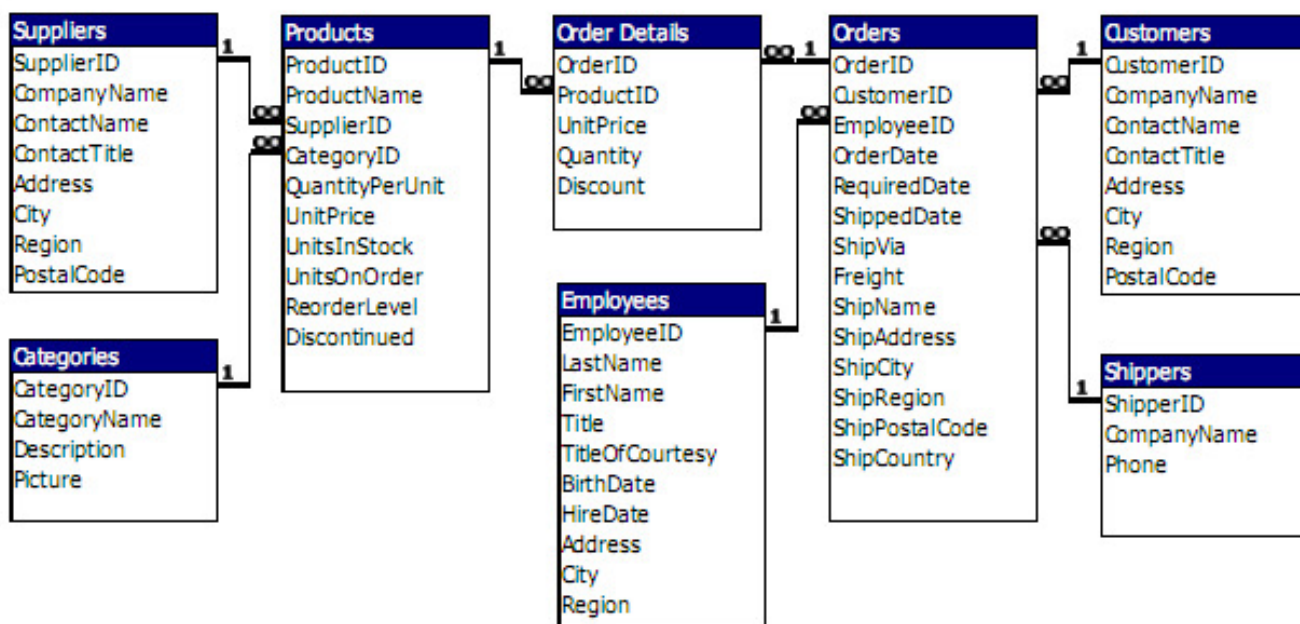 Suppliers
SupplierID
CompanyName
ContactName
ContactTitle
Address
City
Region
PostalCode
1
∞
Categories
CategoryID
CategoryName
Description
Picture
1
∞
Products
ProductID
ProductName
SupplierID
CategoryID
QuantityPerUnit
UnitPrice
UnitsInStock
UnitsOnOrder
ReorderLevel
Discontinued
1
∞
Order Details
OrderID
ProductID
UnitPrice
Quantity
Discount
∞
1
Employees
EmployeeID
LastName
FirstName
Title
TitleOfCourtesy
BirthDate
HireDate
Address
City
Region
1
∞
Orders
OrderID
CustomerID
EmployeeID
OrderDate
RequiredDate
ShippedDate
ShipVia
Freight
ShipName
ShipAddress
ShipCity
ShipRegion
ShipPostalCode
ShipCountry
∞
1
Customers
CustomerID
CompanyName
ContactName
ContactTitle
Address
City
Region
PostalCode
∞
1
Shippers
ShipperID
CompanyName
Phone